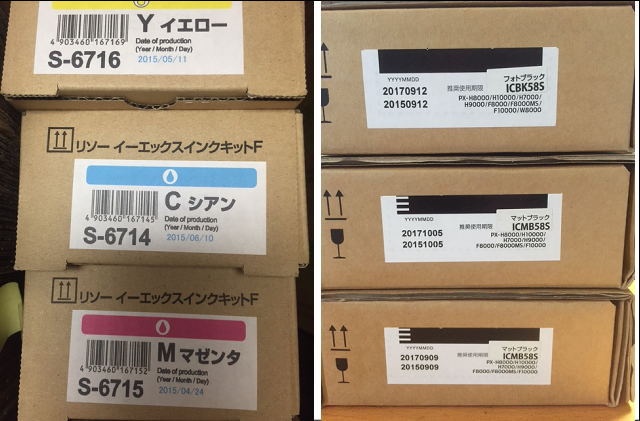 Y イエロー
4 903460 167169
Date of production
(Year / Month / Day)
S-6716
2015/05/11
リソー イーエックスインクキットF
C シアン
4 903460 167145
Date of production
(Year / Month / Day)
S-6714
2015/06/10
リソー イーエックスインクキットF
M マゼンタ
4 903460 167152
Date of production
(Year / Month / Day)
S-6715
2015/04/24
YYYYMMDD
フォトブラック
20170912
推奨使用期限
ICBK58S
20150912
PX-H8000/H10000/H7000/
H9000/F8000/F8000MS/
F10000/W8000
YYYYMMDD
マットブラック
20171005
推奨使用期限
ICMB58S
20151005
PX-H8000/H10000/
H7000/H9000/
F8000/F8000MS/F10000
YYYYMMDD
マットブラック
20170909
推奨使用期限
ICMB58S
20150909
PX-H8000/H10000/
H7000/H9000/
F8000/F8000MS/F10000